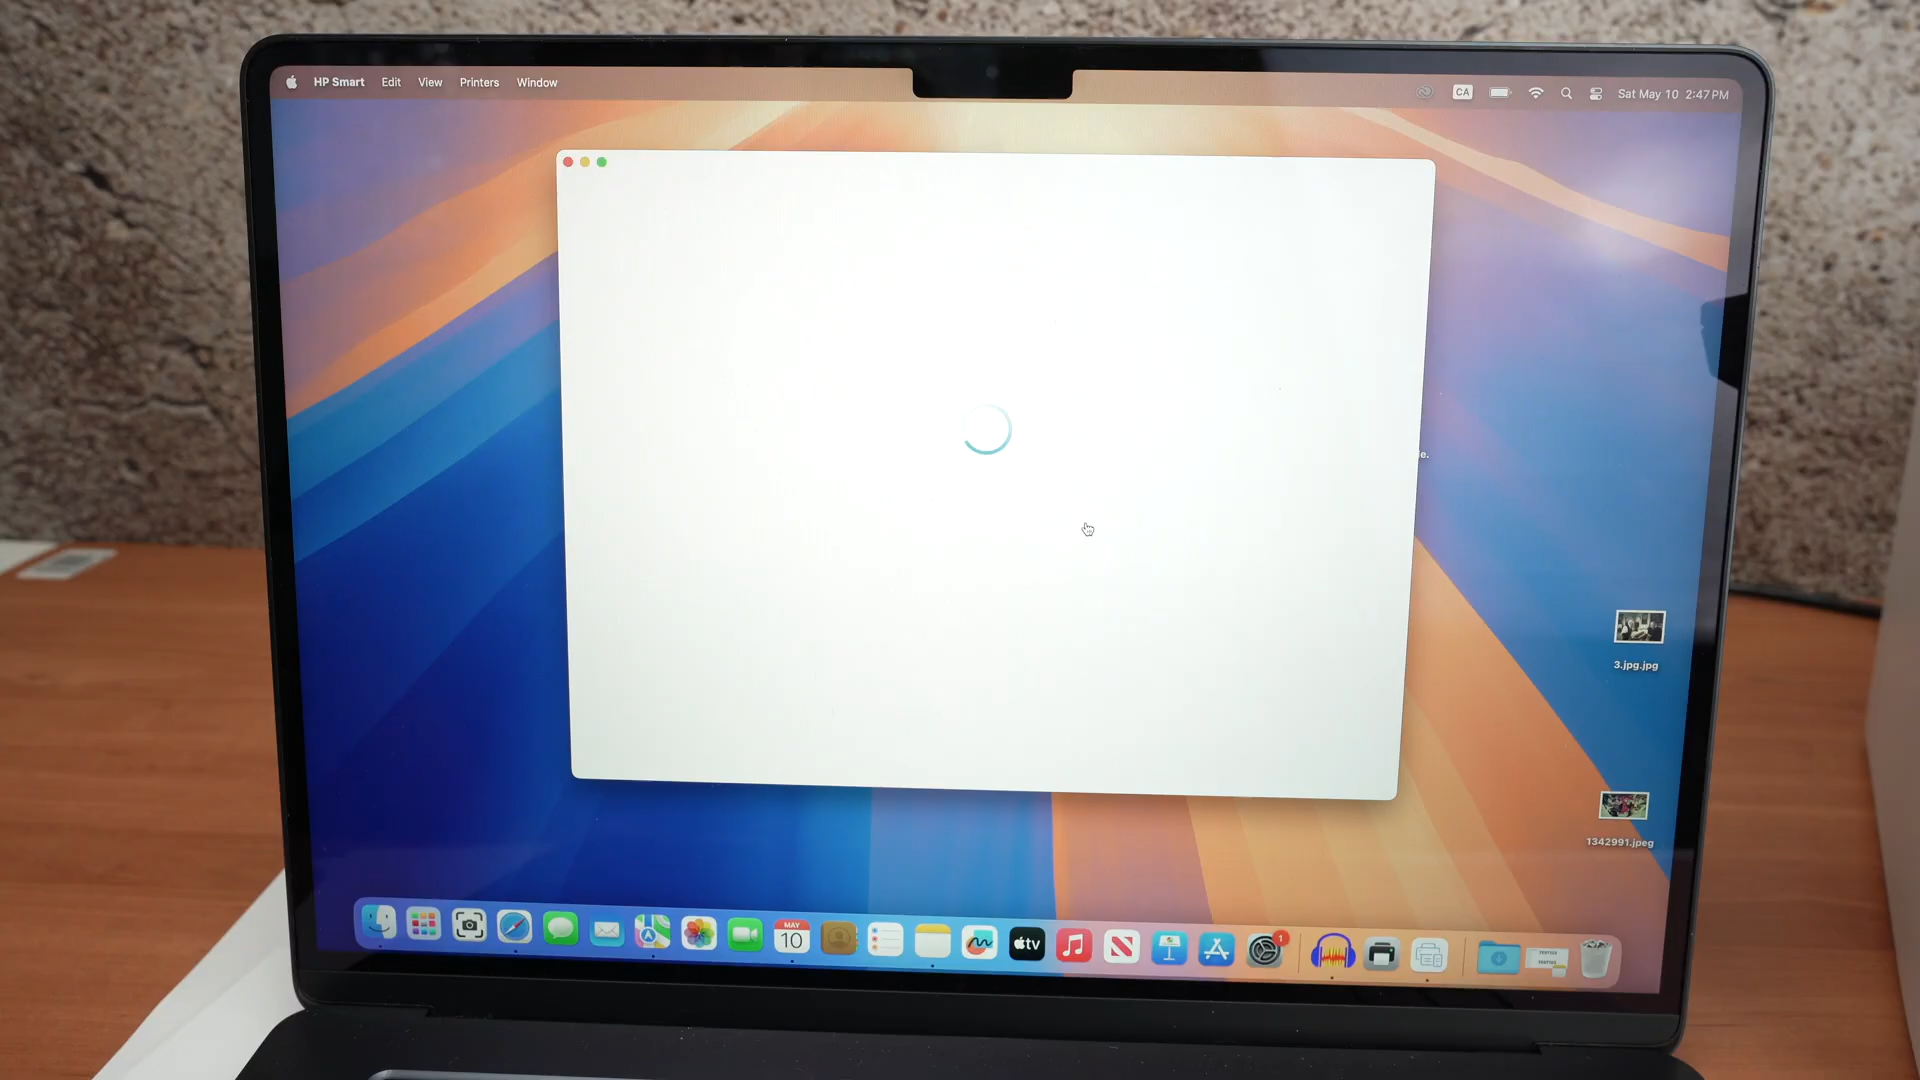 HP Smart Edit View Printers Window
CA Sat May 10 2:47 PM
e.
3.jpg.jpg
1342991.jpeg
MAY
10
tv
1